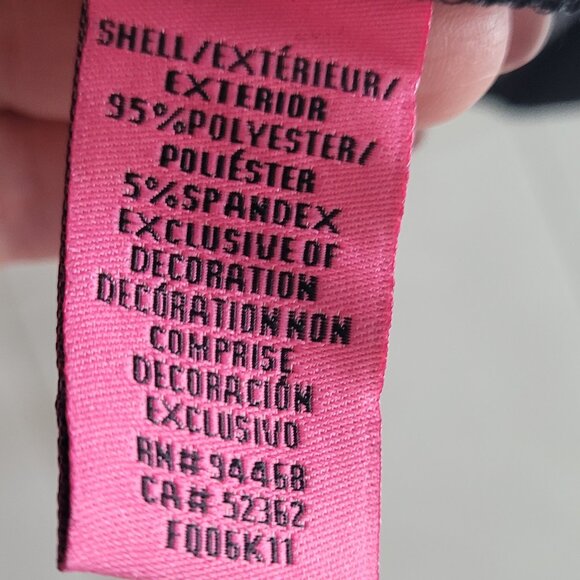 SHELL/EXTÉRIEUR/
EXTERIOR
95%POLYESTER/
POLIÉSTER
5%SPANDEX
EXCLUSIVE OF
DECORATION
DECÓRATION NON
COMPRISE
DECORACIÓN
EXCLUSIVO
RN# 94468
CA# 52362
FQ06K11